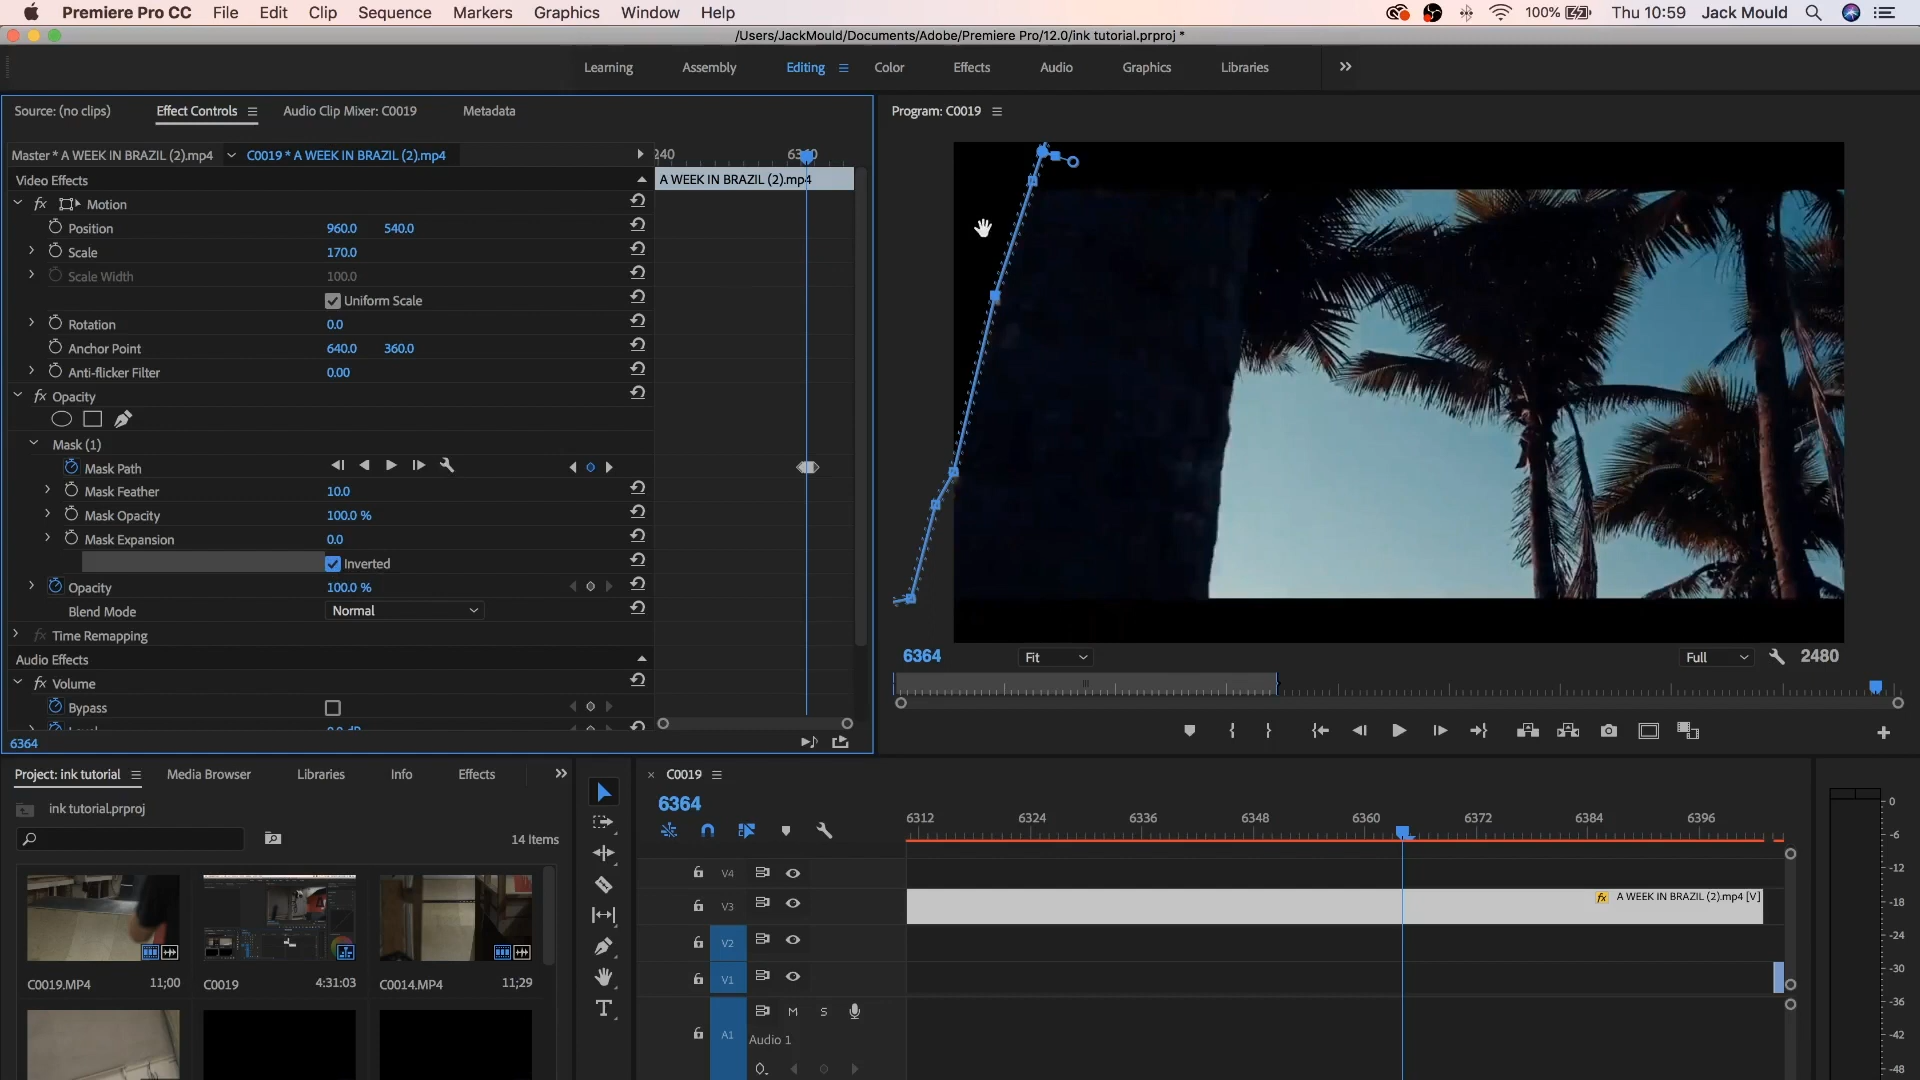 Premiere Pro CC File Edit Clip Sequence Markers Graphics Window Help 100% Thu 10:59 Jack Mould
/Users/JackMould/Documents/Adobe/Premiere Pro/12.0/ink tutorial.prproj *
Learning Assembly Editing Color Effects Audio Graphics Libraries
Source: (no clips) Effect Controls Audio Clip Mixer: C0019 Metadata
Program: C0019
Master * A WEEK IN BRAZIL (2).mp4 C0019 * A WEEK IN BRAZIL (2).mp4
Video Effects
A WEEK IN BRAZIL (2).mp4
fx Motion
Position 960.0 540.0
Scale 170.0
Scale Width 100.0
Uniform Scale
Rotation 0.0
Anchor Point 640.0 360.0
Anti-flicker Filter 0.00
fx Opacity
Mask (1)
Mask Path
Mask Feather 10.0
Mask Opacity 100.0 %
Mask Expansion 0.0
Inverted
Opacity 100.0 %
Blend Mode Normal
fx Time Remapping
Audio Effects
fx Volume
Bypass
6364
6364 Fit Full 2480
Project: ink tutorial Media Browser Libraries Info Effects
ink tutorial.prproj
14 Items
C0019.MP4 11;00
C0019 4:31:03
C0014.MP4 11;29
C0019
6364
6312 6324 6336 6348 6360 6372 6384 6396
V4
V3
fx A WEEK IN BRAZIL (2).mp4 [V]
V2
V1
A1 M S
Audio 1
0
-6
-12
-18
-24
-30
-36
-42
-48